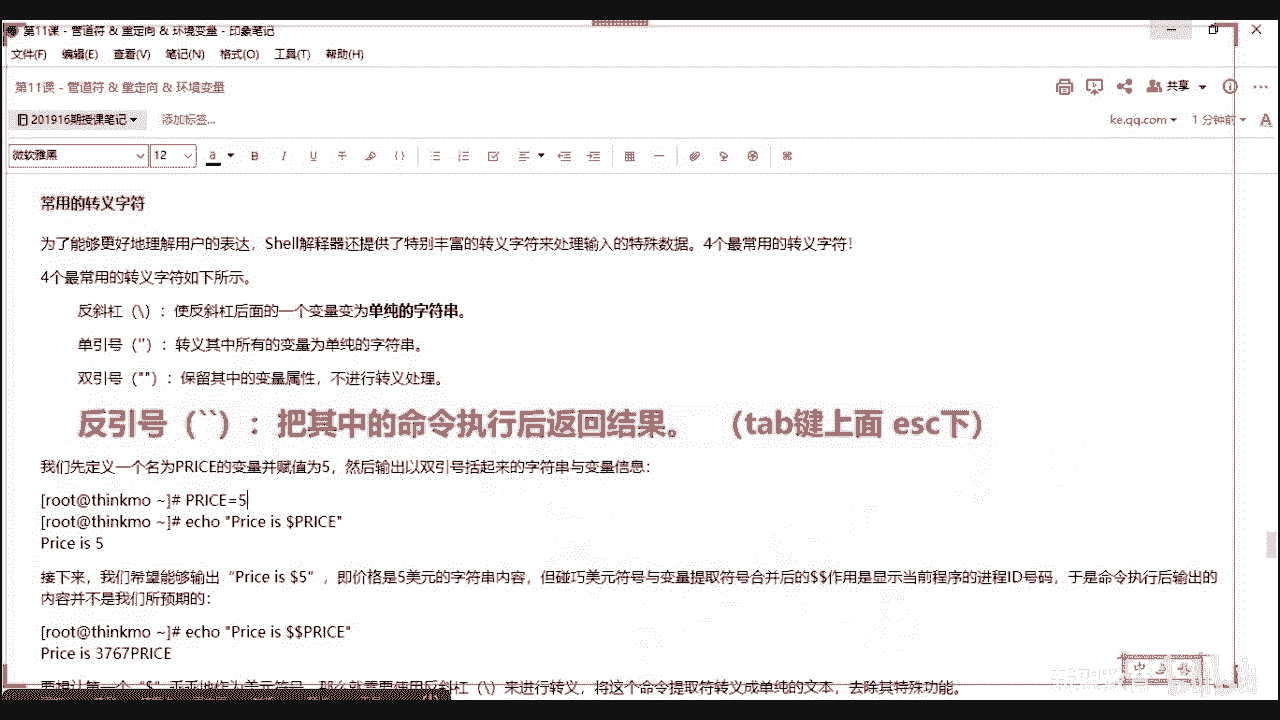 第11课 - 管道符 & 重定向 & 环境变量 - 印象笔记
文件(F) 编辑(E) 查看(V) 笔记(N) 格式(O) 工具(T) 帮助(H)
第11课 - 管道符 & 重定向 & 环境变量
共享
201916期授课笔记 添加标签...
ke.qq.com 1 分钟前
微软雅黑 12
常用的转义字符
为了能够更好地理解用户的表达，Shell解释器还提供了特别丰富的转义字符来处理输入的特殊数据。4个最常用的转义字符！
4个最常用的转义字符如下所示。
反斜杠（\）：使反斜杠后面的一个变量变为单纯的字符串。
单引号（''）：转义其中所有的变量为单纯的字符串。
双引号（""）：保留其中的变量属性，不进行转义处理。
反引号（``）：把其中的命令执行后返回结果。 （tab键上面 esc下）
我们先定义一个名为PRICE的变量并赋值为5，然后输出以双引号括起来的字符串与变量信息：
[root@thinkmo ~]# PRICE=5
[root@thinkmo ~]# echo "Price is $PRICE"
Price is 5
接下来，我们希望能够输出“Price is $5”，即价格是5美元的字符串内容，但碰巧美元符号与变量提取符号合并后的$$作用是显示当前程序的进程ID号码，于是命令执行后输出的
内容并不是我们所预期的：
[root@thinkmo ~]# echo "Price is $$PRICE"
Price is 3767PRICE
要想让第一个“$”乖乖地作为美元符号，那么就需要使用反斜杠（\）来进行转义，将这个命令提取符转义成单纯的文本，去除其特殊功能。